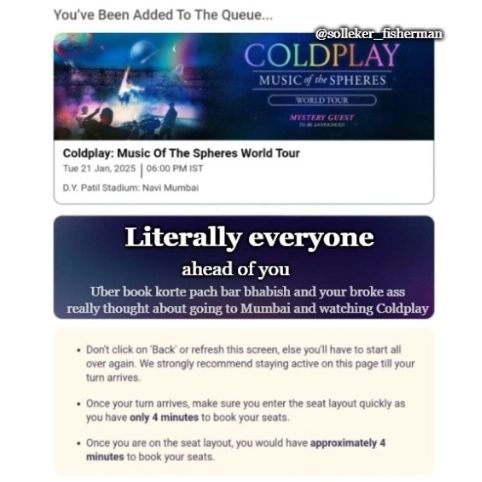 You've Been Added To The Queue...
@solleker_fisherman
COLDPLAY
MUSIC of the SPHERES
WORLD TOUR
MYSTERY GUEST
TO BE ANNOUNCED
Coldplay: Music Of The Spheres World Tour
Tue 21 Jan, 2025 | 06:00 PM IST
D.Y. Patil Stadium: Navi Mumbai
Literally everyone
ahead of you
Uber book korte pach bar bhabish and your broke ass
really thought about going to Mumbai and watching Coldplay
• Don't click on 'Back' or refresh this screen, else you'll have to start all
over again. We strongly recommend staying active on this page till your
turn arrives.
• Once your turn arrives, make sure you enter the seat layout quickly as
you have only 4 minutes to book your seats.
• Once you are on the seat layout, you would have approximately 4
minutes to book your seats.